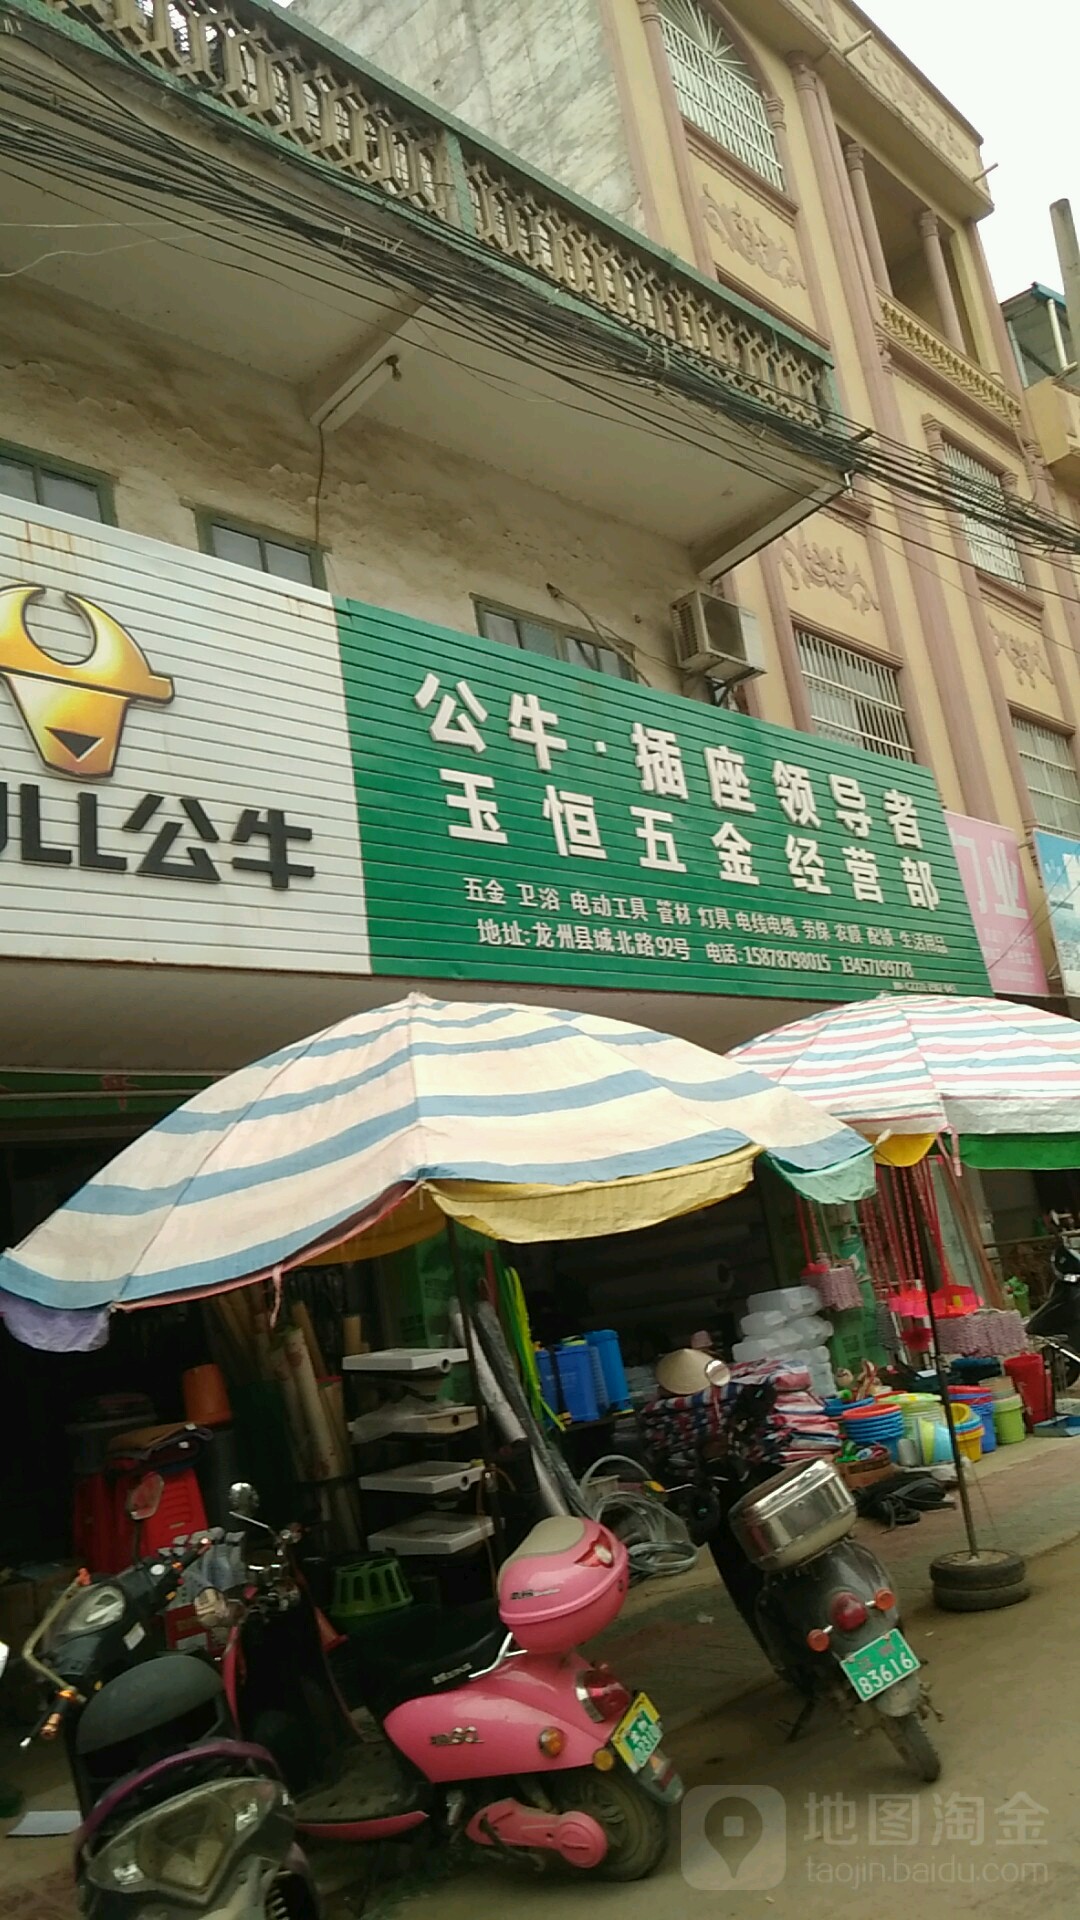 ULL公牛
公牛·插座领导者
玉恒五金经营部
五金 卫浴 电动工具 管材 灯具 电线电缆 劳保 农膜 配锁 生活用品
地址:龙州县城北路92号 电话:15878798015 13457199778
门业
83616
地图淘金
taojin.baidu.com